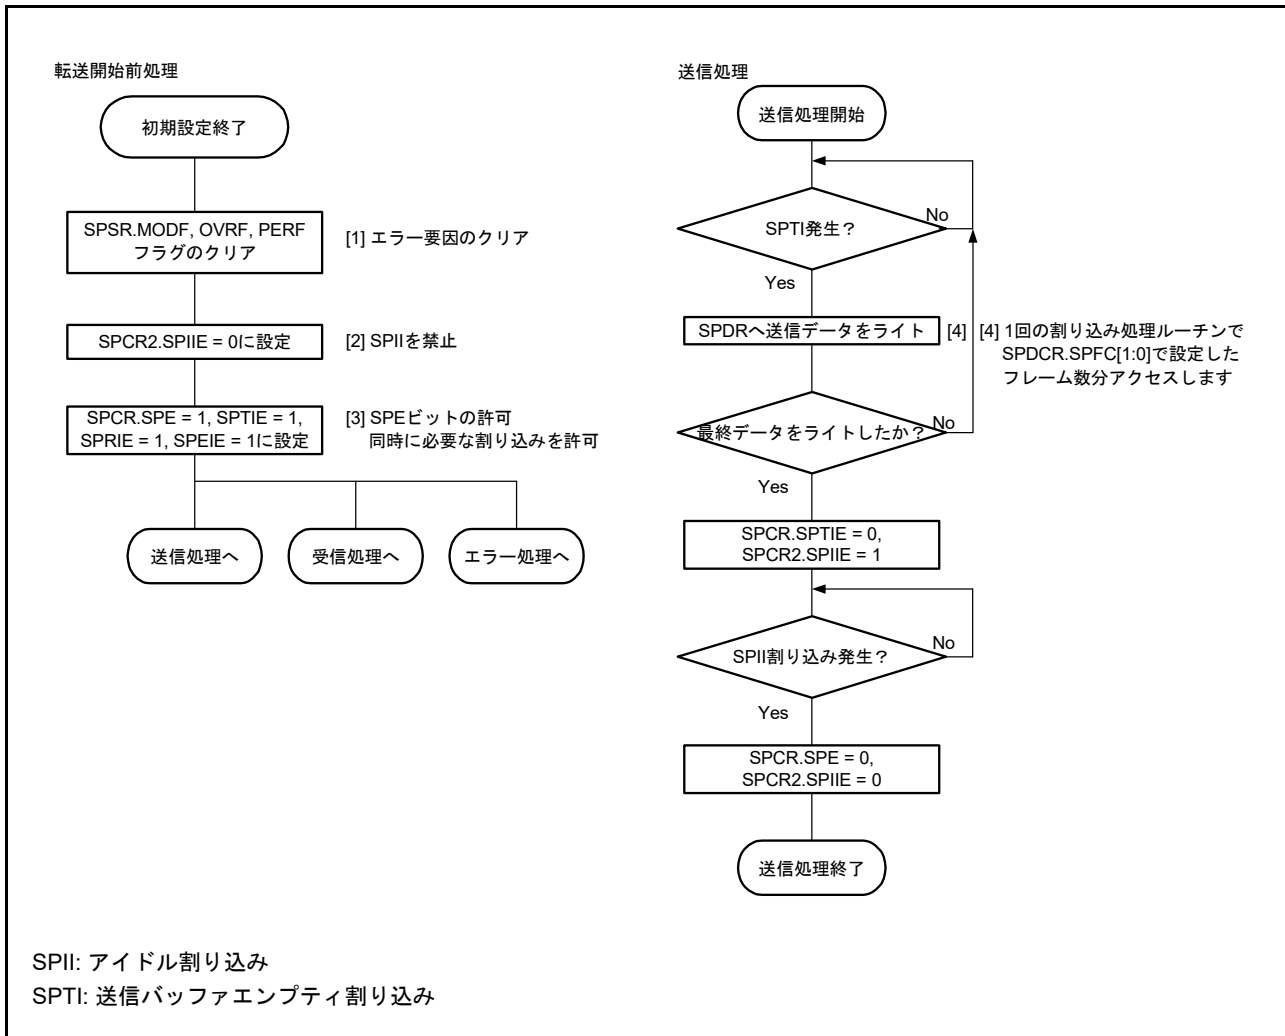 転送開始前処理
初期設定終了
SPSR.MODF, OVRF, PERF
フラグのクリア
[1] エラー要因のクリア
SPCR2.SPIIE = 0に設定
[2] SPIIを禁止
SPCR.SPE = 1, SPTIE = 1,
SPRIE = 1, SPEIE = 1に設定
[3] SPEビットの許可
同時に必要な割り込みを許可
送信処理へ
受信処理へ
エラー処理へ
送信処理
送信処理開始
SPTI発生？
No
Yes
SPDRへ送信データをライト
[4]
[4] 1回の割り込み処理ルーチンで
SPDCR.SPFC[1:0]で設定した
フレーム数分アクセスします
最終データをライトしたか？
No
Yes
SPCR.SPTIE = 0,
SPCR2.SPIIE = 1
SPII割り込み発生？
No
Yes
SPCR.SPE = 0,
SPCR2.SPIIE = 0
送信処理終了
SPII: アイドル割り込み
SPTI: 送信バッファエンプティ割り込み